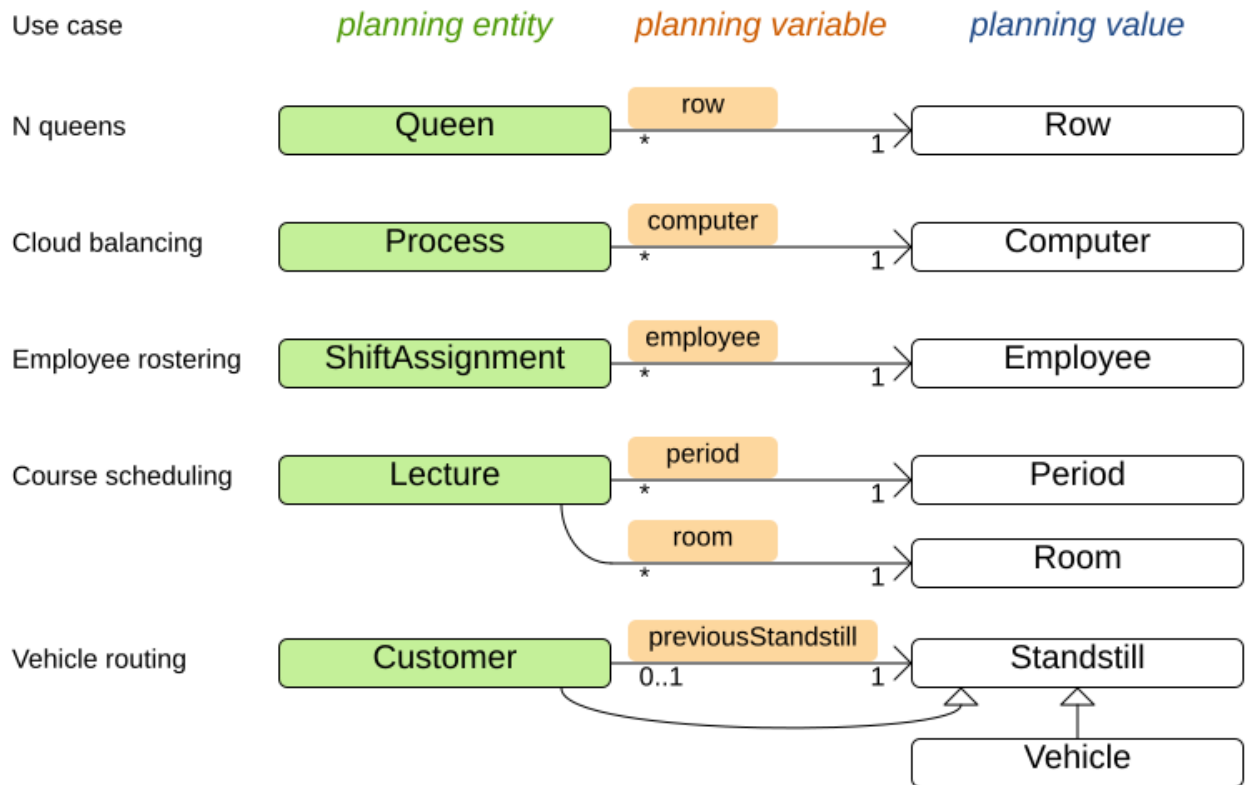 Use case planning entity planning variable planning value
N queens Queen row * 1 Row
Cloud balancing Process computer * 1 Computer
Employee rostering ShiftAssignment employee * 1 Employee
Course scheduling Lecture period * 1 Period
room * 1 Room
Vehicle routing Customer previousStandstill 0..1 1 Standstill
Vehicle